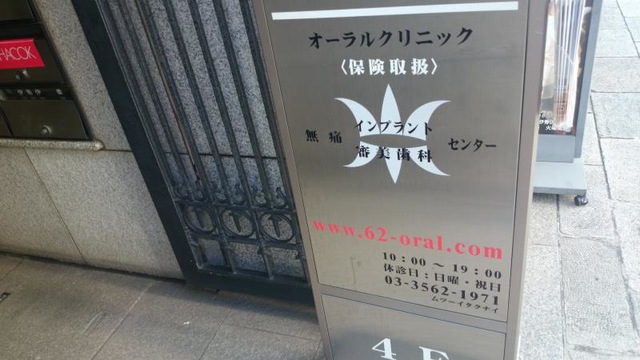 HACOK
オーラルクリニック
〈保険取扱〉
無痛 インプラント 審美歯科 センター
www.62-oral.com
10:00～19:00
休診日:日曜・祝日
03-3562-1971
ムツーイタクナイ
4F